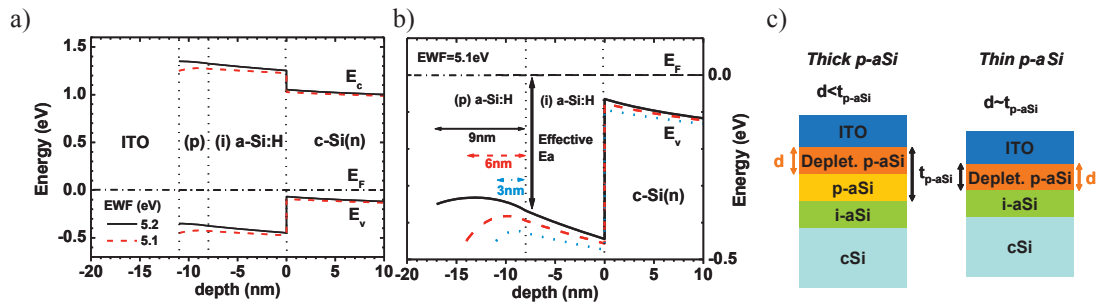 a)
Energy (eV)
1.5
1.0
0.5
0.0
-0.5
E_c
ITO
(p)
(i) a-Si:H
c-Si(n)
E_F
EWF (eV)
5.2
5.1
E_v
-20
-15
-10
-5
0
5
10
depth (nm)
b)
EWF=5.1eV
E_F
0.0
(p) a-Si:H
(i) a-Si:H
9nm
Effective
Ea
6nm
3nm
E_v
c-Si(n)
-0.5
Energy (eV)
-20
-15
-10
-5
0
5
10
depth (nm)
c)
Thick p-aSi
d<t_p-aSi
ITO
d
Deplet. p-aSi
t_p-aSi
p-aSi
i-aSi
cSi
Thin p-aSi
d~t_p-aSi
ITO
t_p-aSi
Deplet. p-aSi
d
i-aSi
cSi